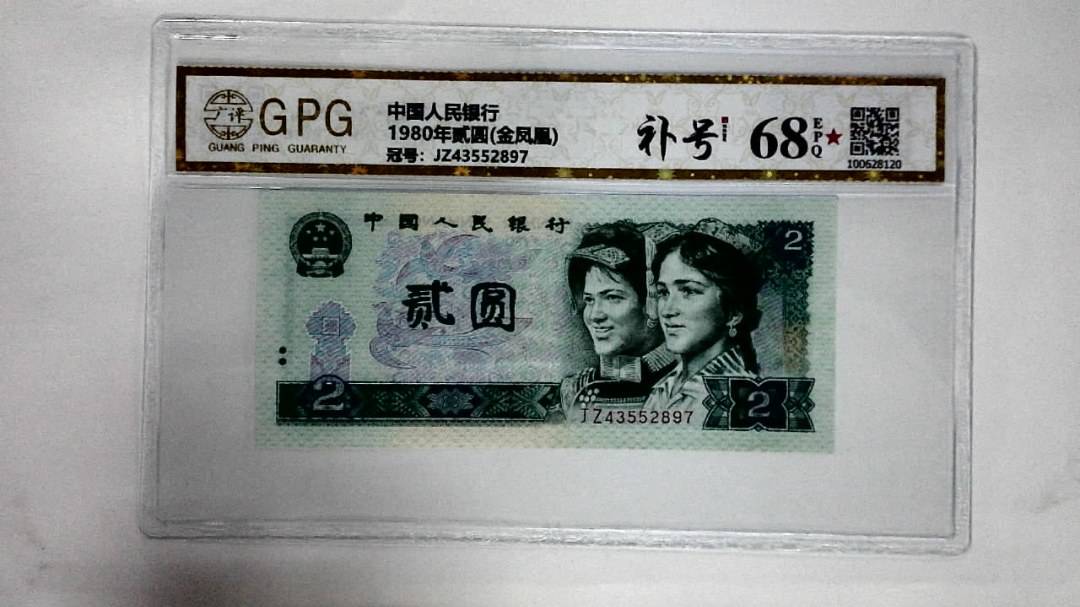 广评
GPG
GUANG PING GUARANTY
中国人民银行
1980年贰圆(金凤凰)
冠号: JZ43552897
补号
68
EPQ
100628120
中国人民银行
2
贰圆
2
JZ43552897
2